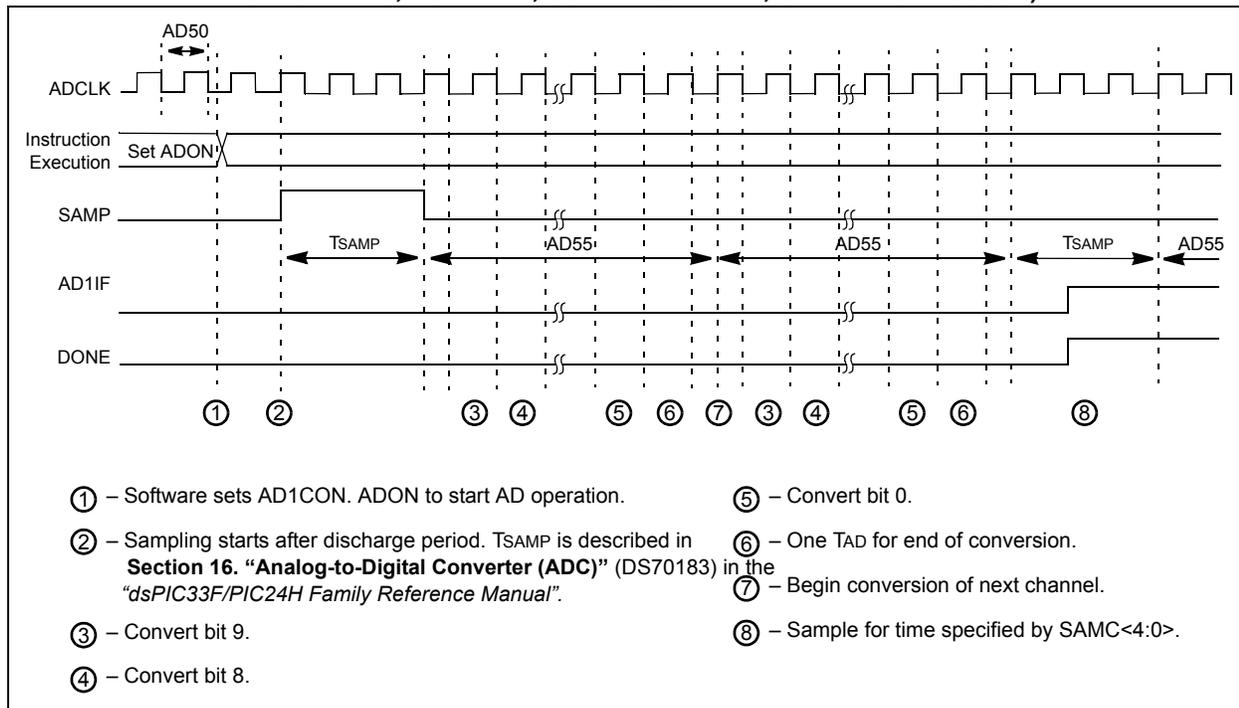 AD50
ADCLK
Instruction
Execution
Set ADON
SAMP
TSAMP
AD55
AD55
TSAMP
AD55
AD1IF
DONE
1 2 3 4 5 6 7 3 4 5 6 8
1 – Software sets AD1CON. ADON to start AD operation.
2 – Sampling starts after discharge period. TSAMP is described in
Section 16. “Analog-to-Digital Converter (ADC)” (DS70183) in the
“dsPIC33F/PIC24H Family Reference Manual”.
3 – Convert bit 9.
4 – Convert bit 8.
5 – Convert bit 0.
6 – One TAD for end of conversion.
7 – Begin conversion of next channel.
8 – Sample for time specified by SAMC<4:0>.